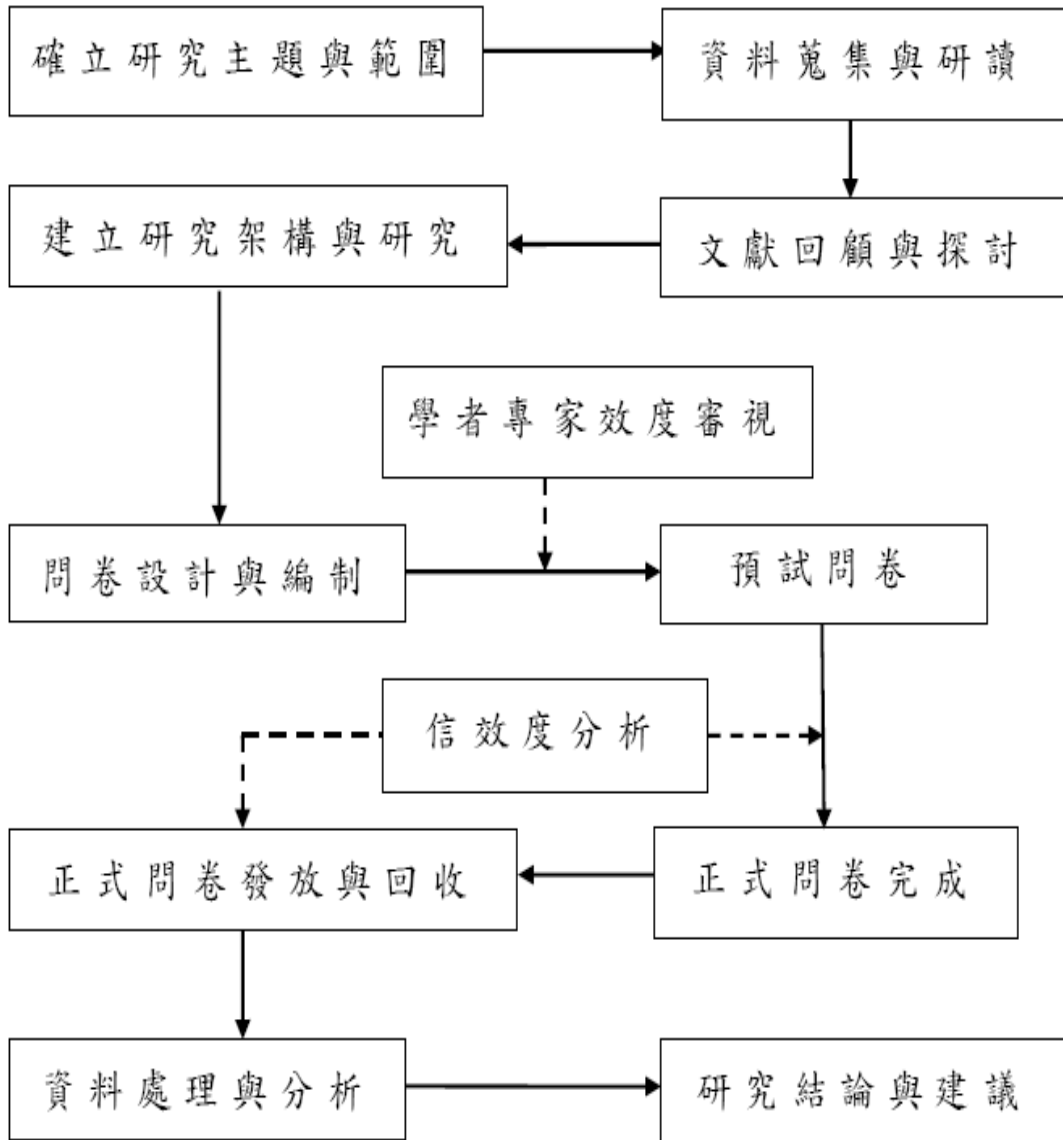 確立研究主題與範圍
資料蒐集與研讀
建立研究架構與研究
文獻回顧與探討
學者專家效度審視
問卷設計與編制
預試問卷
信效度分析
正式問卷發放與回收
正式問卷完成
資料處理與分析
研究結論與建議